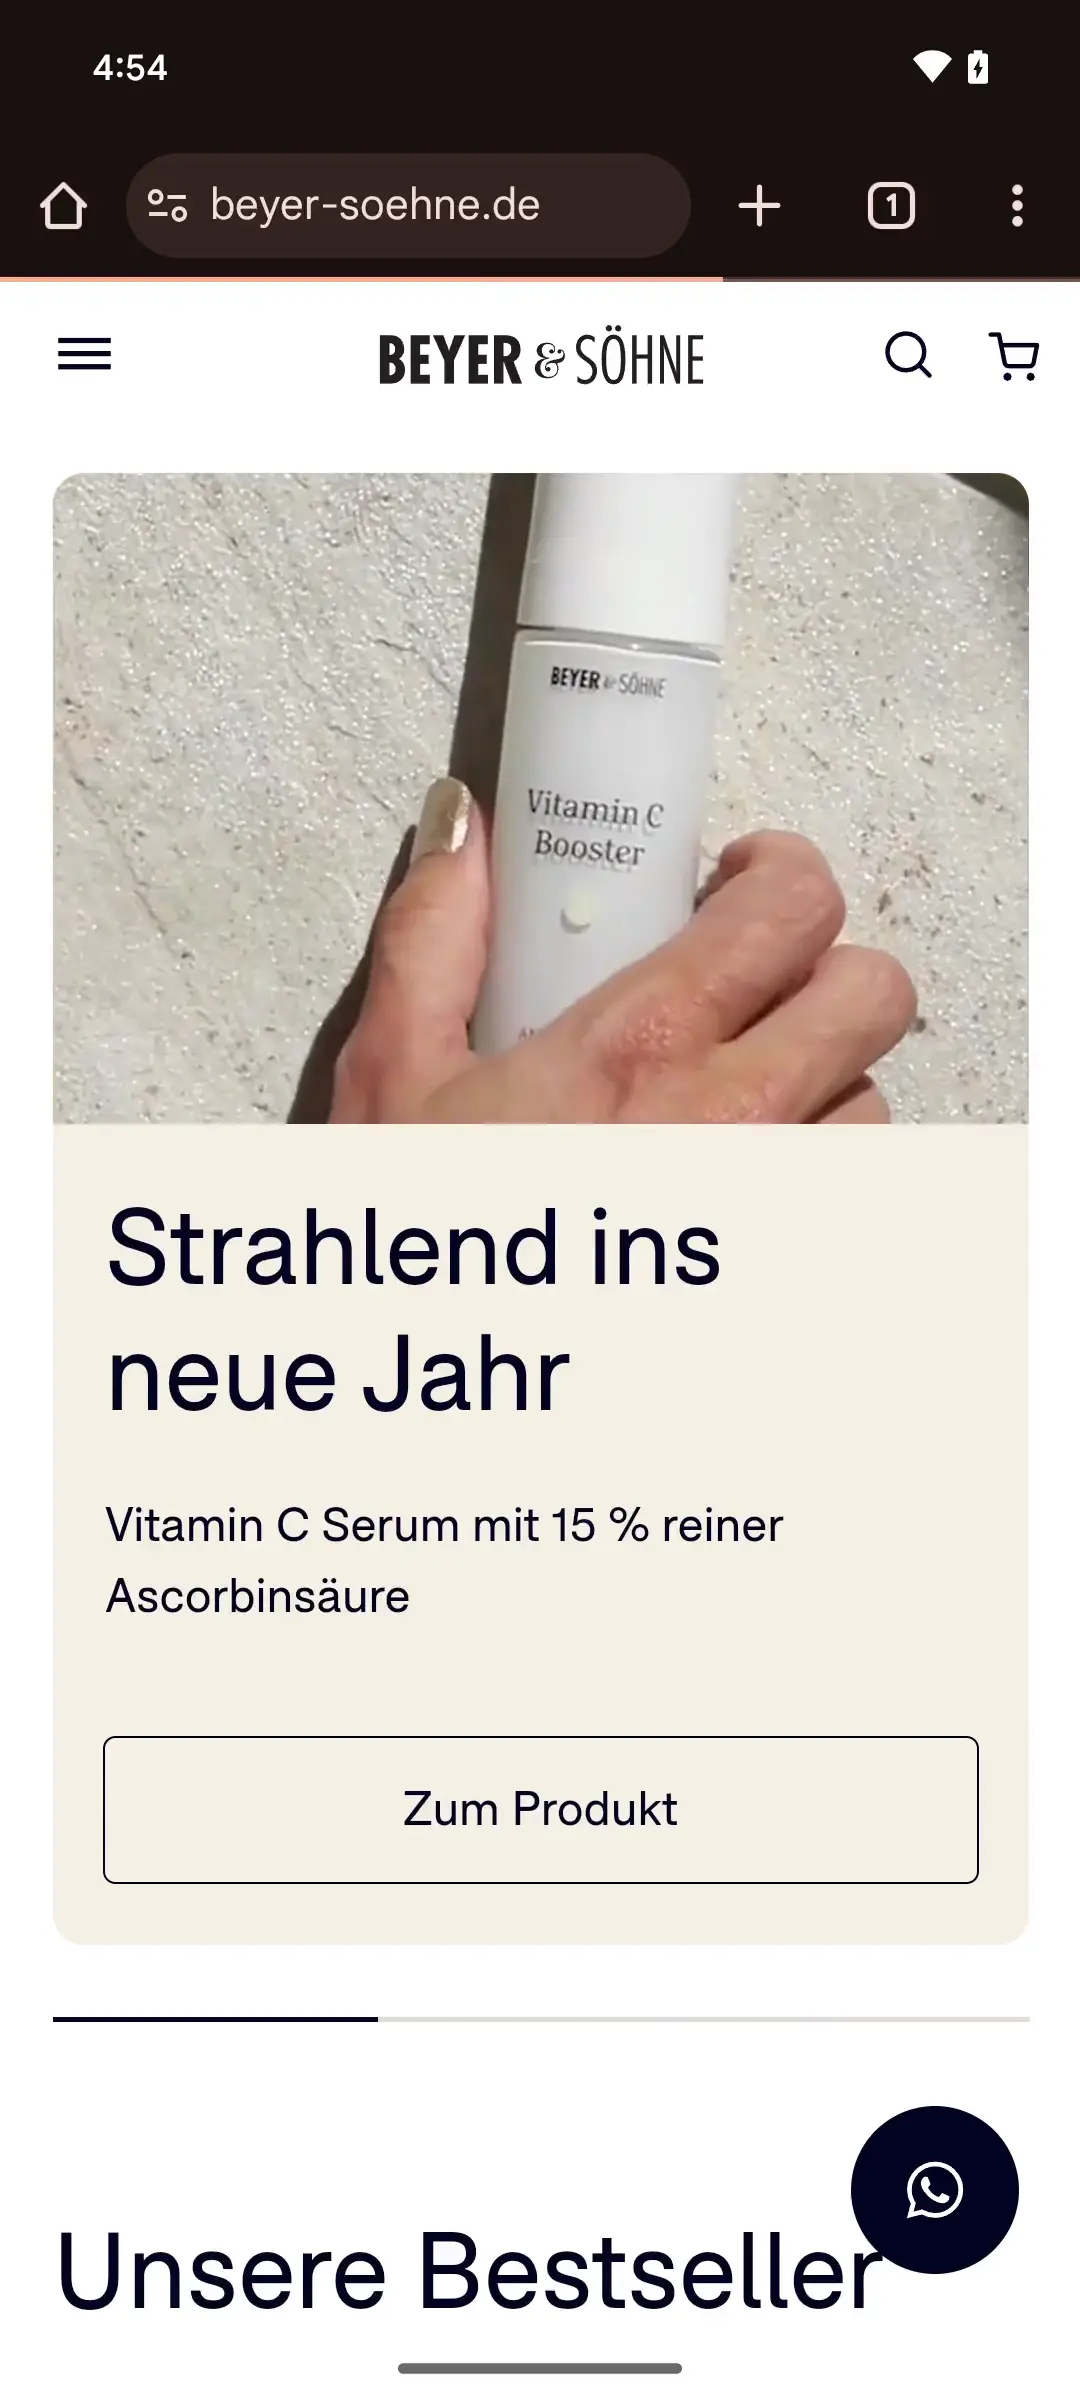 4:54
beyer-soehne.de
1
BEYER & SÖHNE
BEYER & SÖHNE
Vitamin C
Booster
Strahlend ins
neue Jahr
Vitamin C Serum mit 15 % reiner
Ascorbinsäure
Zum Produkt
Unsere Bestseller